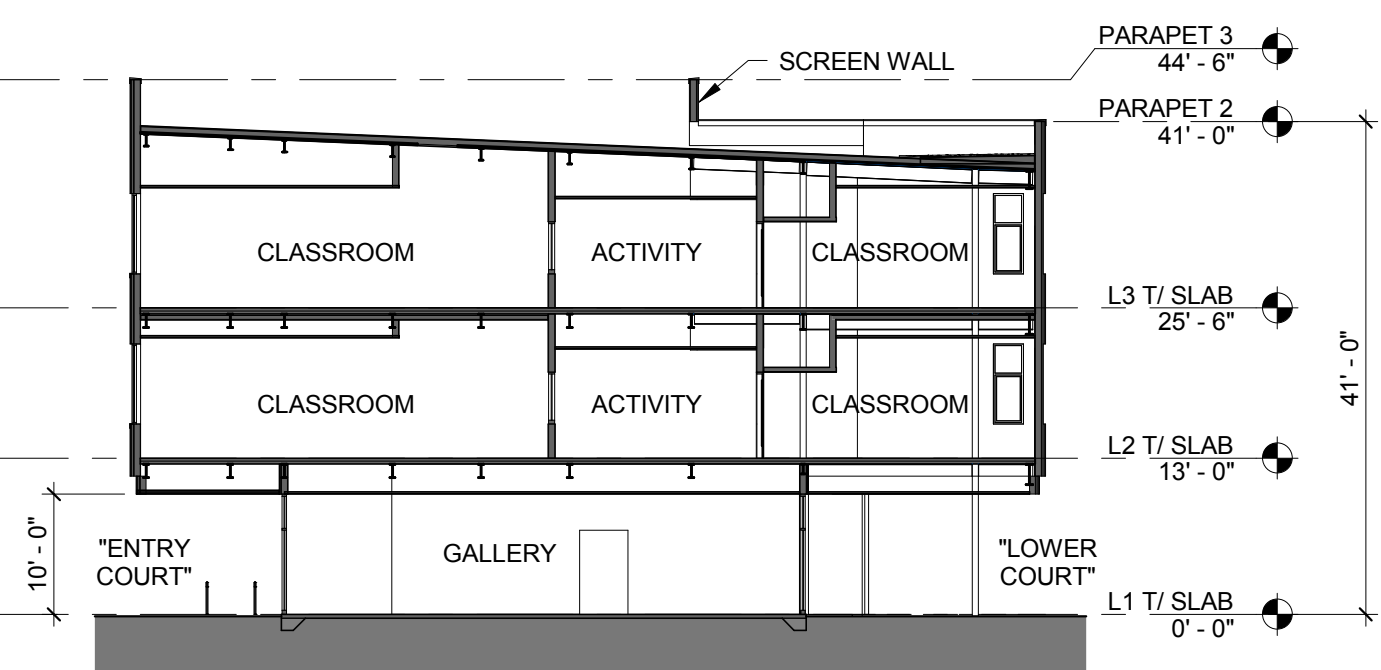 PARAPET 3
44' - 6"
SCREEN WALL
PARAPET 2
41' - 0"
CLASSROOM
ACTIVITY
CLASSROOM
L3 T/ SLAB
25' - 6"
41' - 0"
CLASSROOM
ACTIVITY
CLASSROOM
L2 T/ SLAB
13' - 0"
10' - 0"
"ENTRY
COURT"
GALLERY
"LOWER
COURT"
L1 T/ SLAB
0' - 0"